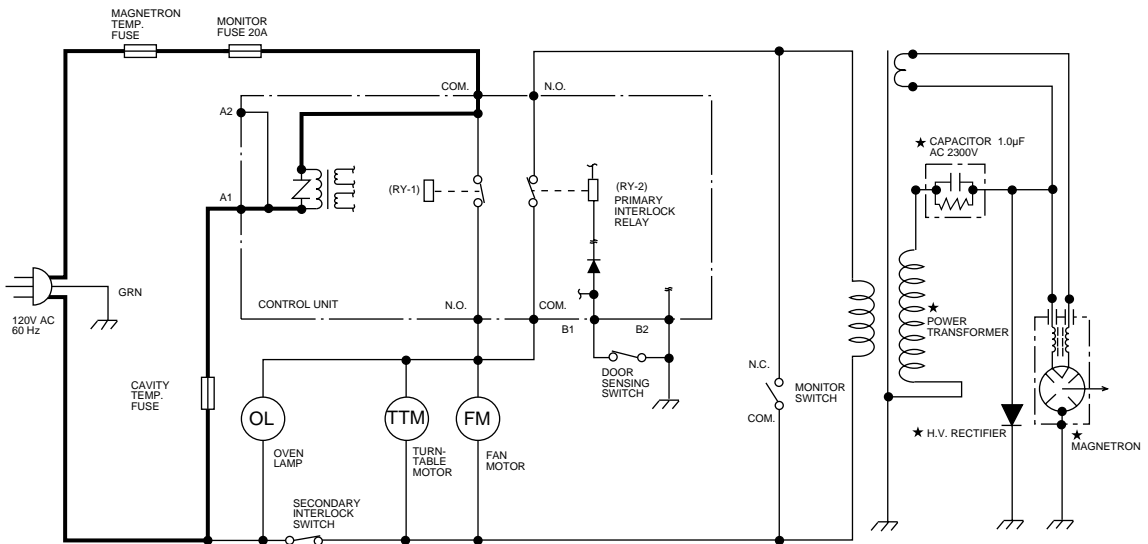 MAGNETRON
TEMP.
FUSE
MONITOR
FUSE 20A
COM.
N.O.
A2
A1
(RY-1)
(RY-2)
PRIMARY
INTERLOCK
RELAY
★ CAPACITOR 1.0µF
AC 2300V
GRN
120V AC
60 Hz
CONTROL UNIT
N.O.
COM.
B1
B2
★
POWER
TRANSFORMER
CAVITY
TEMP.
FUSE
DOOR
SENSING
SWITCH
N.C.
MONITOR
SWITCH
COM.
OL
TTM
FM
OVEN
LAMP
TURN-
TABLE
MOTOR
FAN
MOTOR
★ H.V. RECTIFIER
★
MAGNETRON
SECONDARY
INTERLOCK
SWITCH